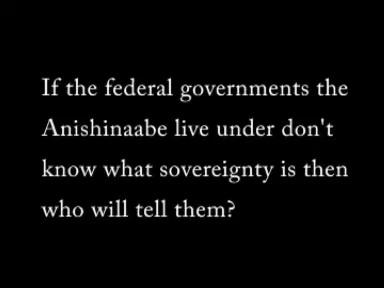 If the federal governments the
Anishinaabe live under don't
know what sovereignty is then
who will tell them?